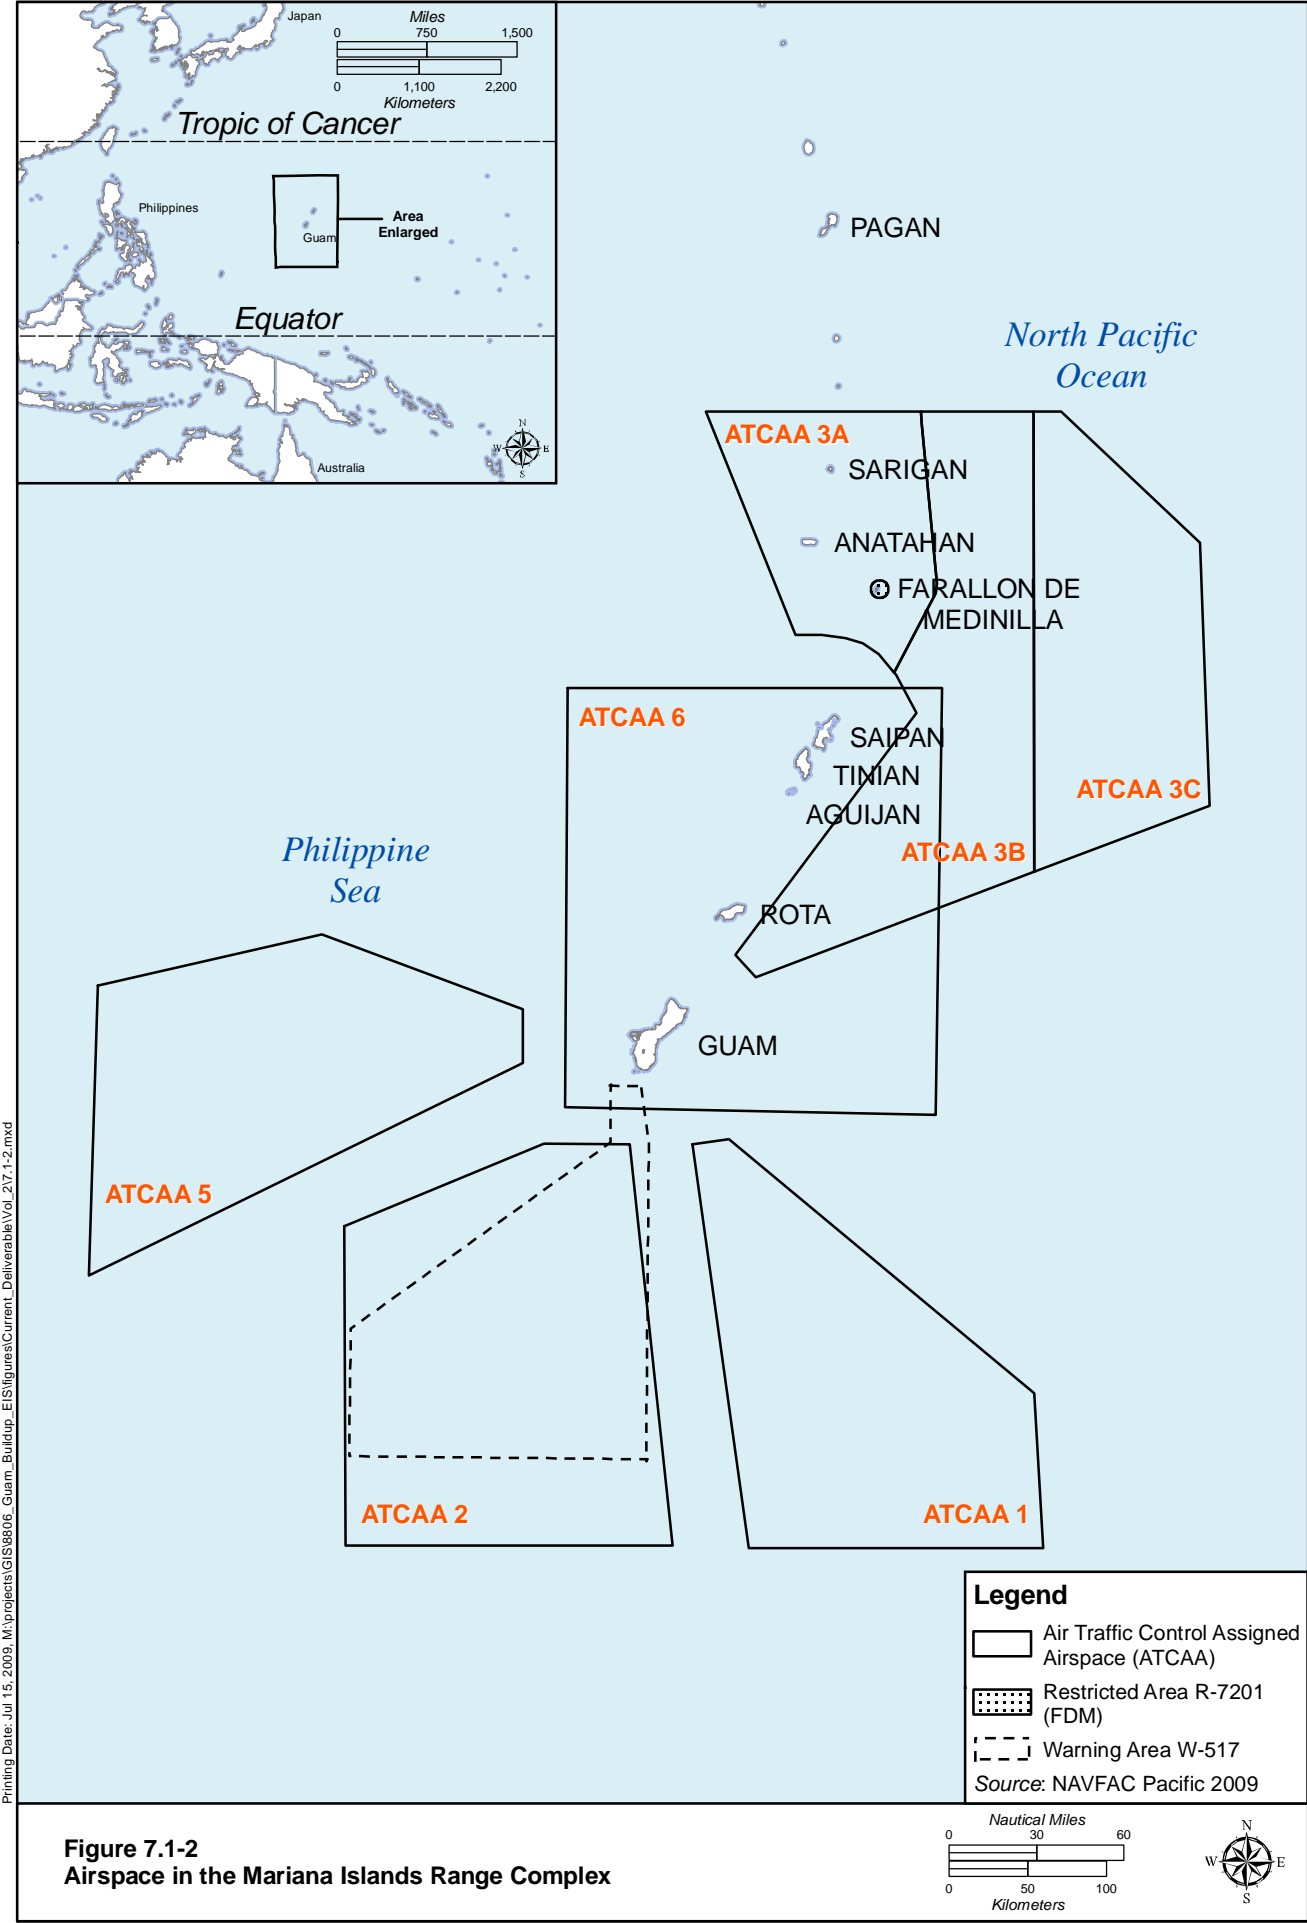 Japan
Miles
0 750 1,500
0 1,100 2,200
Kilometers
Tropic of Cancer
Philippines
Guam
Area
Enlarged
Equator
N
W E
S
Australia
PAGAN
North Pacific
Ocean
ATCAA 3A
SARIGAN
ANATAHAN
FARALLON DE
MEDINILLA
ATCAA 6
SAIPAN
TINIAN
AGUIJAN
ATCAA 3C
ATCAA 3B
Philippine
Sea
ROTA
GUAM
ATCAA 5
ATCAA 2
ATCAA 1
Legend
Air Traffic Control Assigned
Airspace (ATCAA)
Restricted Area R-7201
(FDM)
Warning Area W-517
Source: NAVFAC Pacific 2009
Printing Date: Jul 15, 2009, M:\projects\GIS\8806_Guam_Buildup_EIS\figures\Current_Deliverable\Vol_2\7.1-2.mxd
Figure 7.1-2
Airspace in the Mariana Islands Range Complex
Nautical Miles
0 30 60
0 50 100
Kilometers
N
W E
S